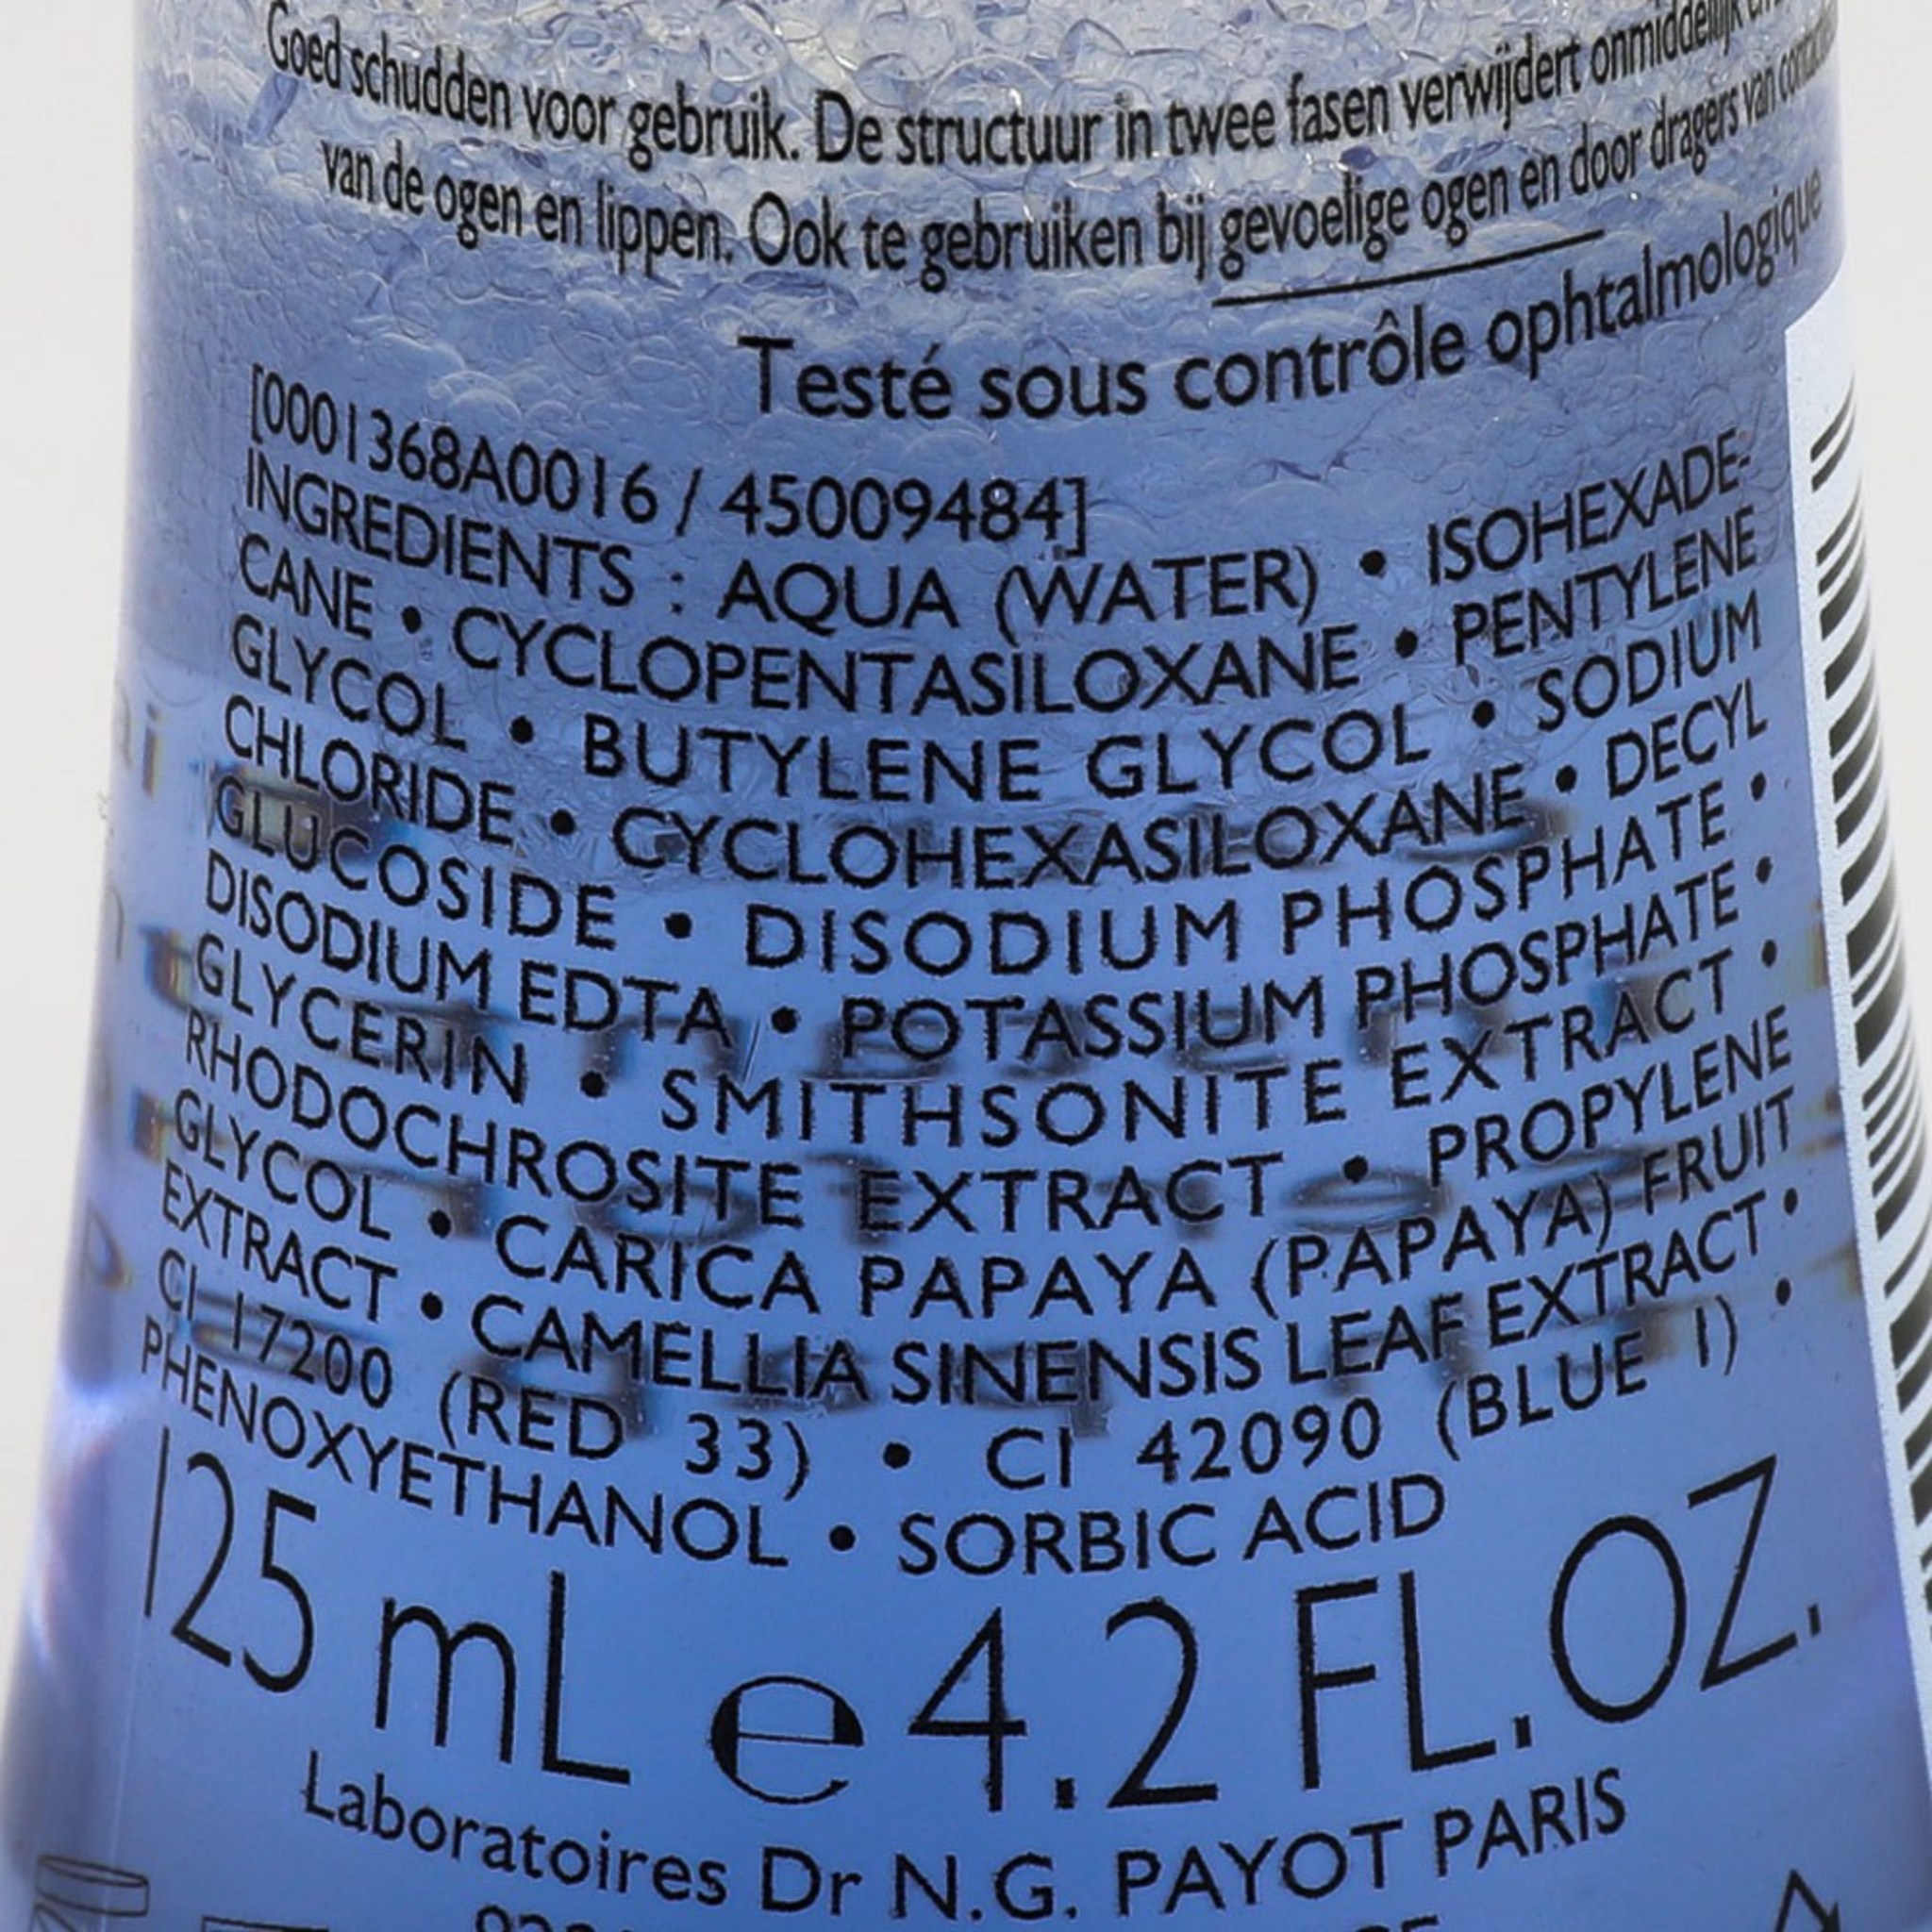 Goed schudden voor gebruik. De structuur in twee fasen verwijdert onmiddellijk
van de ogen en lippen. Ook te gebruiken bij gevoelige ogen en door dragers van
Testé sous contrôle ophtalmologique
[0001368A0016 / 45009484]
INGREDIENTS : AQUA (WATER) • ISOHEXADE-
CANE • CYCLOPENTASILOXANE • PENTYLENE
GLYCOL • BUTYLENE GLYCOL • SODIUM
CHLORIDE • CYCLOHEXASILOXANE • DECYL
GLUCOSIDE • DISODIUM PHOSPHATE •
DISODIUM EDTA • POTASSIUM PHOSPHATE •
GLYCERIN • SMITHSONITE EXTRACT •
RHODOCHROSITE EXTRACT • PROPYLENE
GLYCOL • CARICA PAPAYA (PAPAYA) FRUIT
EXTRACT • CAMELLIA SINENSIS LEAF EXTRACT •
CI 17200 (RED 33) • CI 42090 (BLUE 1) •
PHENOXYETHANOL • SORBIC ACID
125 mL e 4.2 FL.OZ.
Laboratoires Dr N.G. PAYOT PARIS